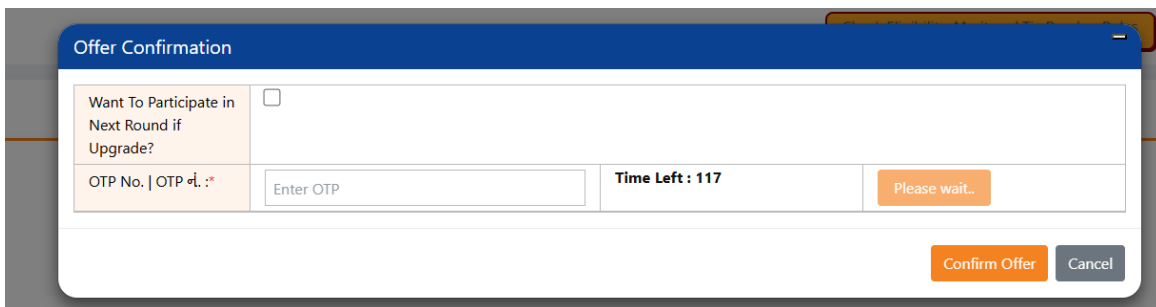 Offer Confirmation
Want To Participate in
Next Round if
Upgrade?
OTP No. | OTP નં. :*
Enter OTP
Time Left : 117
Please wait..
Confirm Offer
Cancel